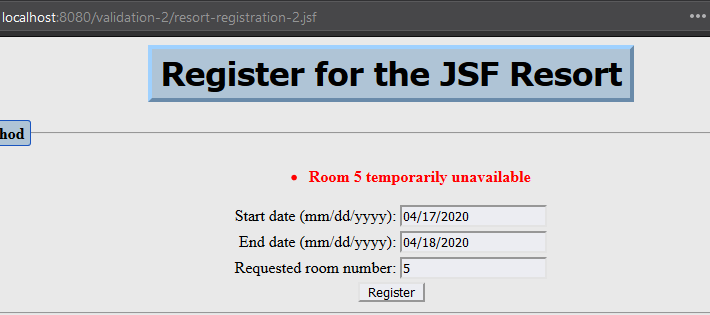 localhost:8080/validation-2/resort-registration-2.jsf
Register for the JSF Resort
hod
Room 5 temporarily unavailable
Start date (mm/dd/yyyy): 04/17/2020
End date (mm/dd/yyyy): 04/18/2020
Requested room number: 5
Register